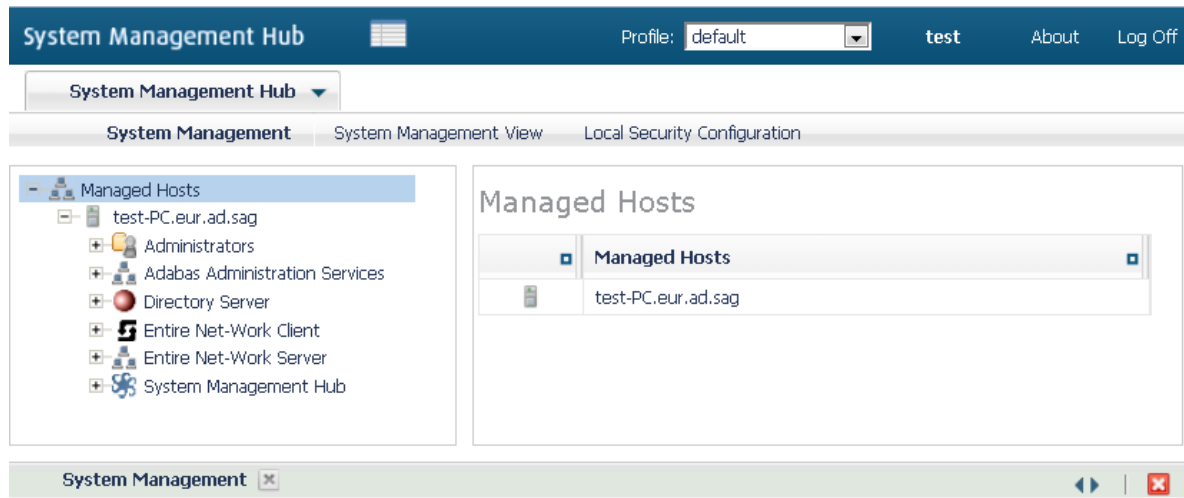 System Management Hub Profile: default test About Log Off
System Management Hub
System Management System Management View Local Security Configuration
Managed Hosts
test-PC.eur.ad.sag
Administrators
Adabas Administration Services
Directory Server
Entire Net-Work Client
Entire Net-Work Server
System Management Hub
Managed Hosts
Managed Hosts
test-PC.eur.ad.sag
System Management